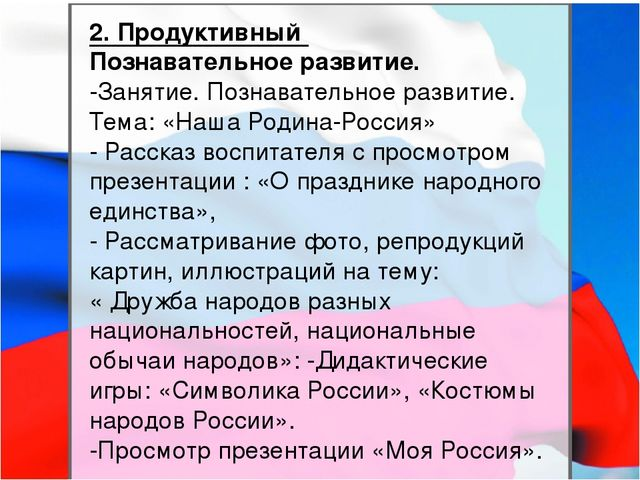 2. Продуктивный
Познавательное развитие.
-Занятие. Познавательное развитие.
Тема: «Наша Родина-Россия»
- Рассказ воспитателя с просмотром
презентации : «О празднике народного
единства»,
- Рассматривание фото, репродукций
картин, иллюстраций на тему:
« Дружба народов разных
национальностей, национальные
обычаи народов»: -Дидактические
игры: «Символика России», «Костюмы
народов России».
-Просмотр презентации «Моя Россия».